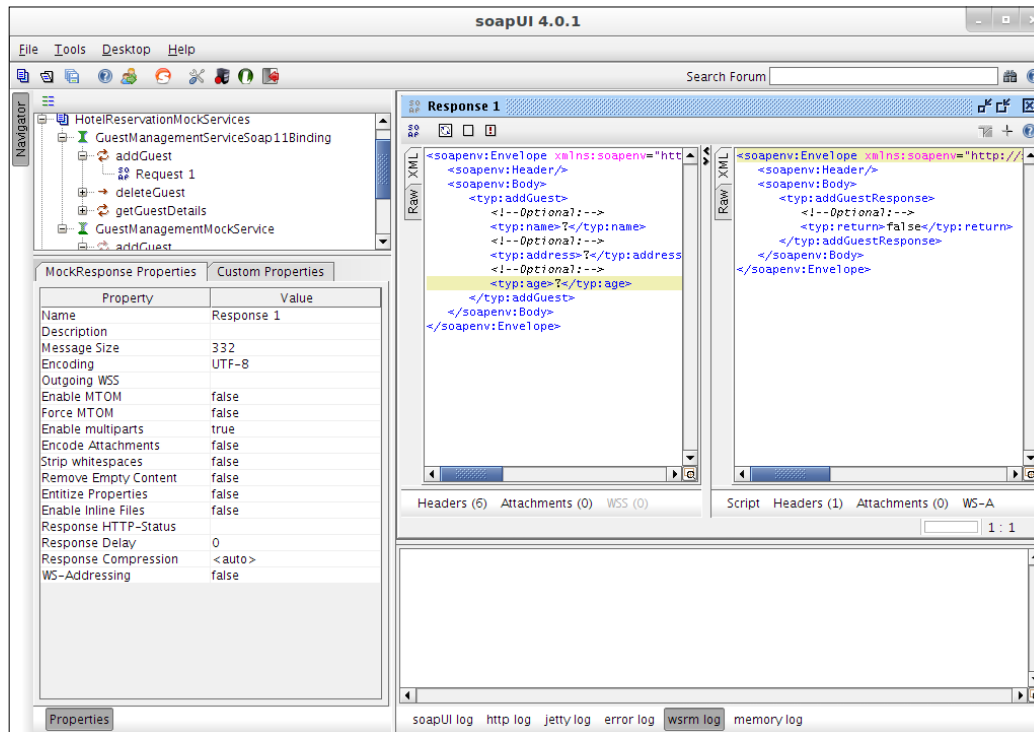 soapUI 4.0.1
File Tools Desktop Help
Search Forum
Navigator
HotelReservationMockServices
GuestManagementServiceSoap11Binding
addGuest
SO AP Request 1
deleteGuest
getGuestDetails
GuestManagementMockService
addGuest
MockResponse Properties Custom Properties
Property Value
Name Response 1
Description
Message Size 332
Encoding UTF-8
Outgoing WSS
Enable MTOM false
Force MTOM false
Enable multiparts true
Encode Attachments false
Strip whitespaces false
Remove Empty Content false
Entitize Properties false
Enable Inline Files false
Response HTTP-Status
Response Delay 0
Response Compression <auto>
WS-Addressing false
Properties
SO AP Response 1
SO AP
XML
Raw
<soapenv:Envelope xmlns:soapenv="htt
<soapenv:Header/>
<soapenv:Body>
<typ:addGuest>
<!--Optional:-->
<typ:name>?</typ:name>
<!--Optional:-->
<typ:address>?</typ:address
<!--Optional:-->
<typ:age>?</typ:age>
</typ:addGuest>
</soapenv:Body>
</soapenv:Envelope>
Headers (6) Attachments (0) WSS (0)
XML
Raw
<soapenv:Envelope xmlns:soapenv="http://
<soapenv:Header/>
<soapenv:Body>
<typ:addGuestResponse>
<!--Optional:-->
<typ:return>false</typ:return>
</typ:addGuestResponse>
</soapenv:Body>
</soapenv:Envelope>
Script Headers (1) Attachments (0) WS-A
1 : 1
soapUI log http log jetty log error log wsrm log memory log